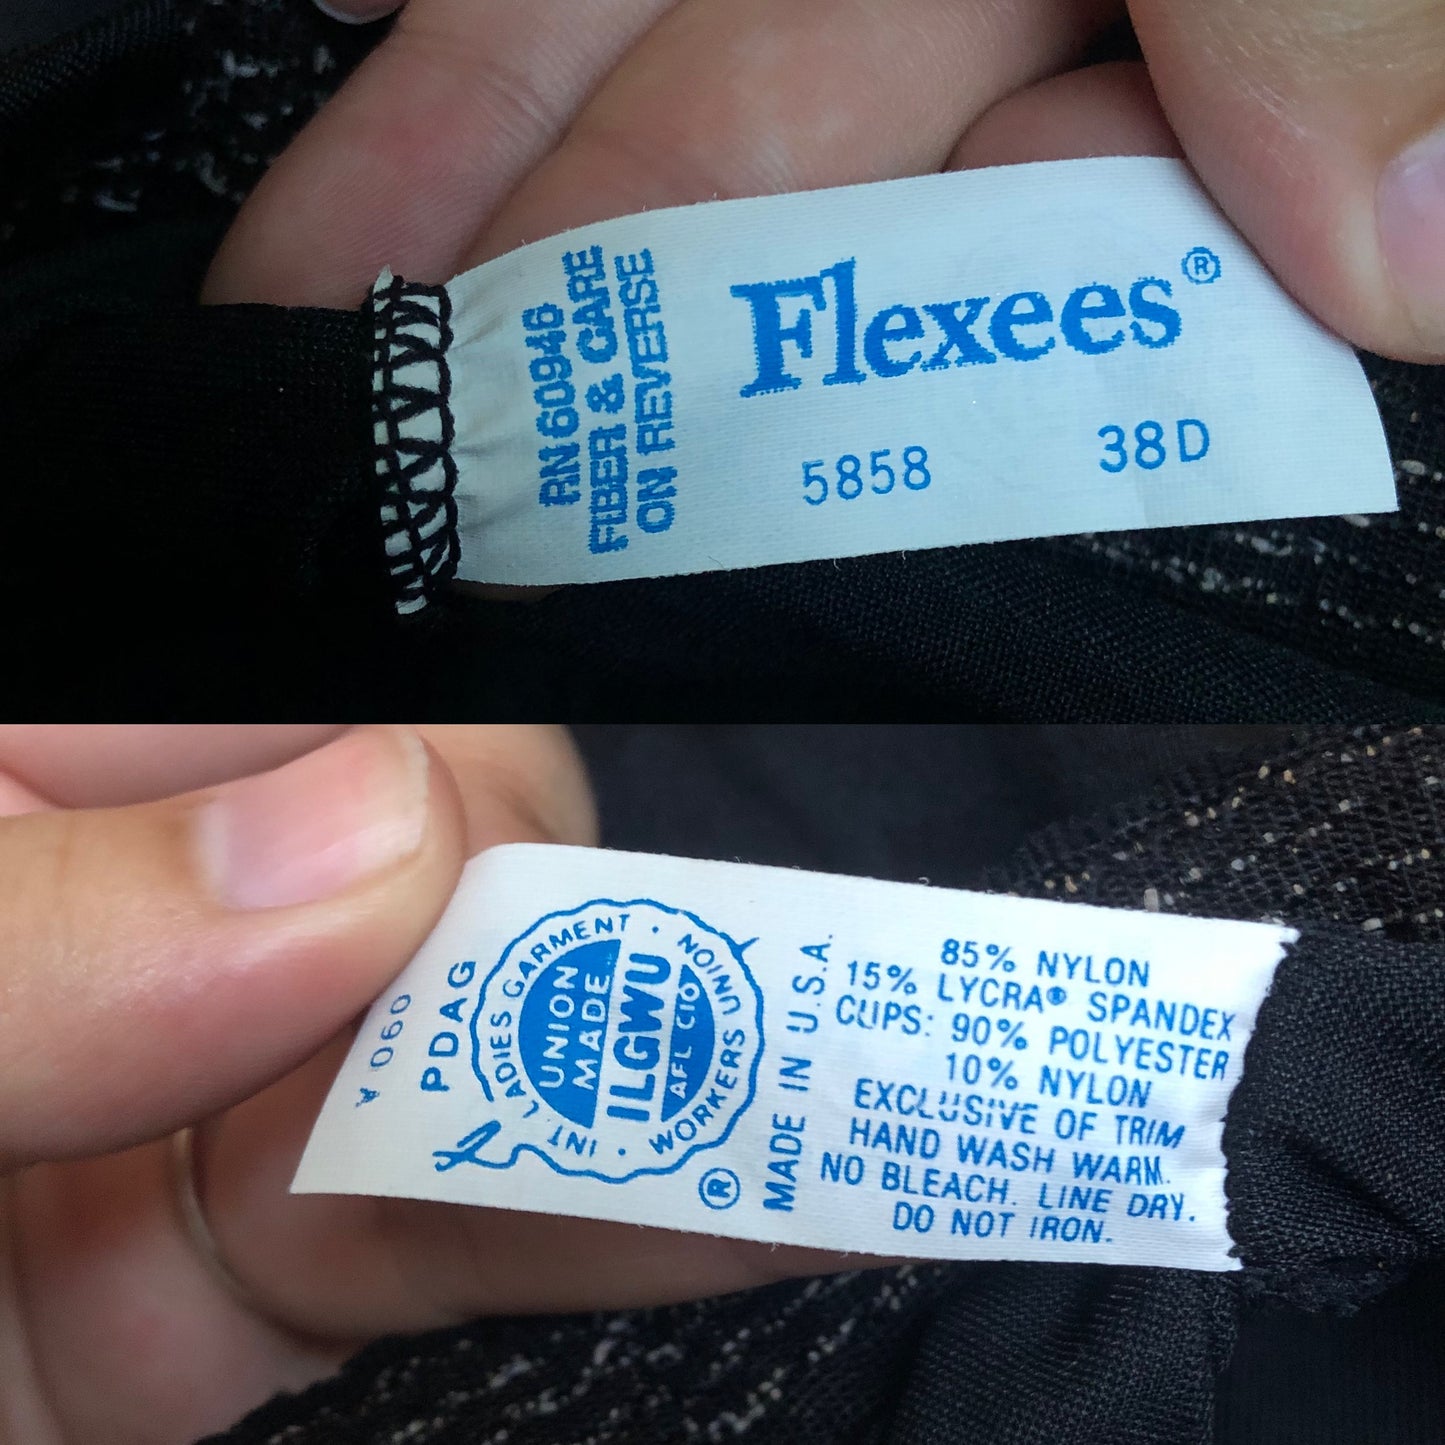 RN 60946
FIBER & CARE
ON REVERSE
Flexees®
5858 38D
A 060
PDAG
INT. LADIES GARMENT · WORKERS UNION ·
UNION
MADE
ILGWU
AFL CIO
®
MADE IN U.S.A.
85% NYLON
15% LYCRA® SPANDEX
CUPS: 90% POLYESTER
10% NYLON
EXCLUSIVE OF TRIM
HAND WASH WARM.
NO BLEACH. LINE DRY.
DO NOT IRON.